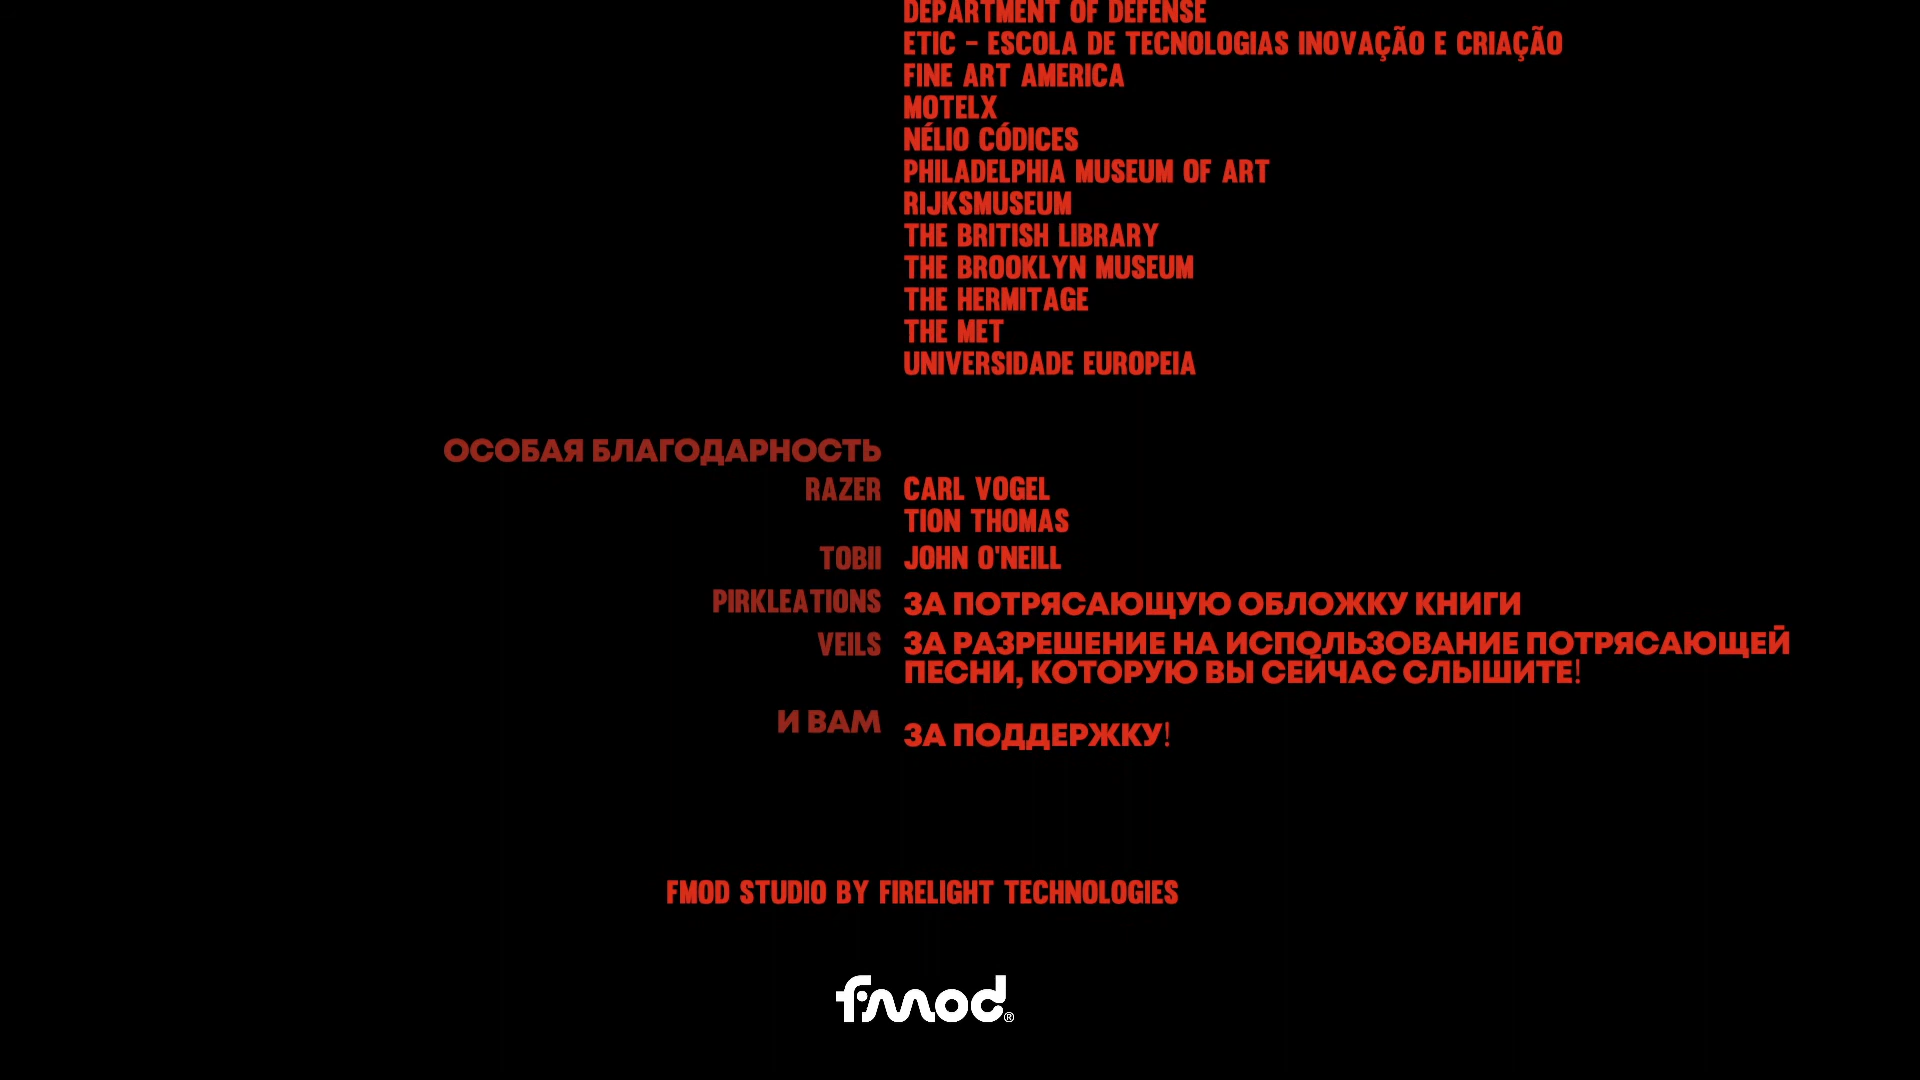 DEPARTMENT OF DEFENSE
ETIC - ESCOLA DE TECNOLOGIAS INOVAÇÃO E CRIAÇÃO
FINE ART AMERICA
MOTELX
NÉLIO CÓDICES
PHILADELPHIA MUSEUM OF ART
RIJKSMUSEUM
THE BRITISH LIBRARY
THE BROOKLYN MUSEUM
THE HERMITAGE
THE MET
UNIVERSIDADE EUROPEIA
ОСОБАЯ БЛАГОДАРНОСТЬ
RAZER CARL VOGEL
TION THOMAS
TOBII JOHN O'NEILL
PIRKLEATIONS ЗА ПОТРЯСАЮЩУЮ ОБЛОЖКУ КНИГИ
VEILS ЗА РАЗРЕШЕНИЕ НА ИСПОЛЬЗОВАНИЕ ПОТРЯСАЮЩЕЙ
ПЕСНИ, КОТОРУЮ ВЫ СЕЙЧАС СЛЫШИТЕ!
И ВАМ ЗА ПОДДЕРЖКУ!
FMOD STUDIO BY FIRELIGHT TECHNOLOGIES
fmod®